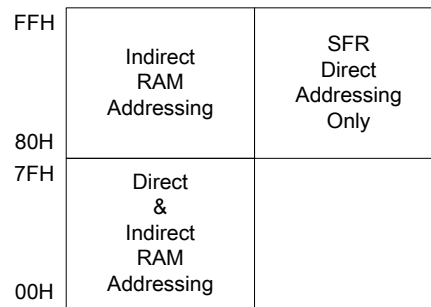 FFH
Indirect
RAM
Addressing
SFR
Direct
Addressing
Only
80H
7FH
Direct
&
Indirect
RAM
Addressing
00H